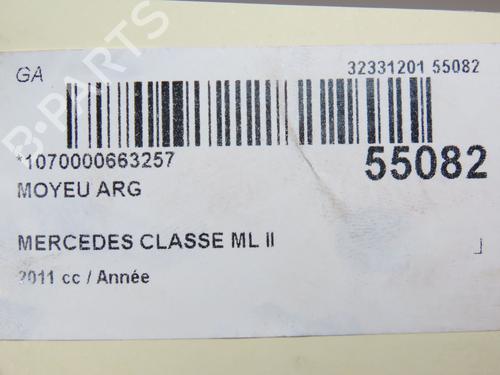 GA
32331201 55082
*1070000663257
55082
MOYEU ARG
MERCEDES CLASSE ML II
2011 cc / Année
B-PARTS